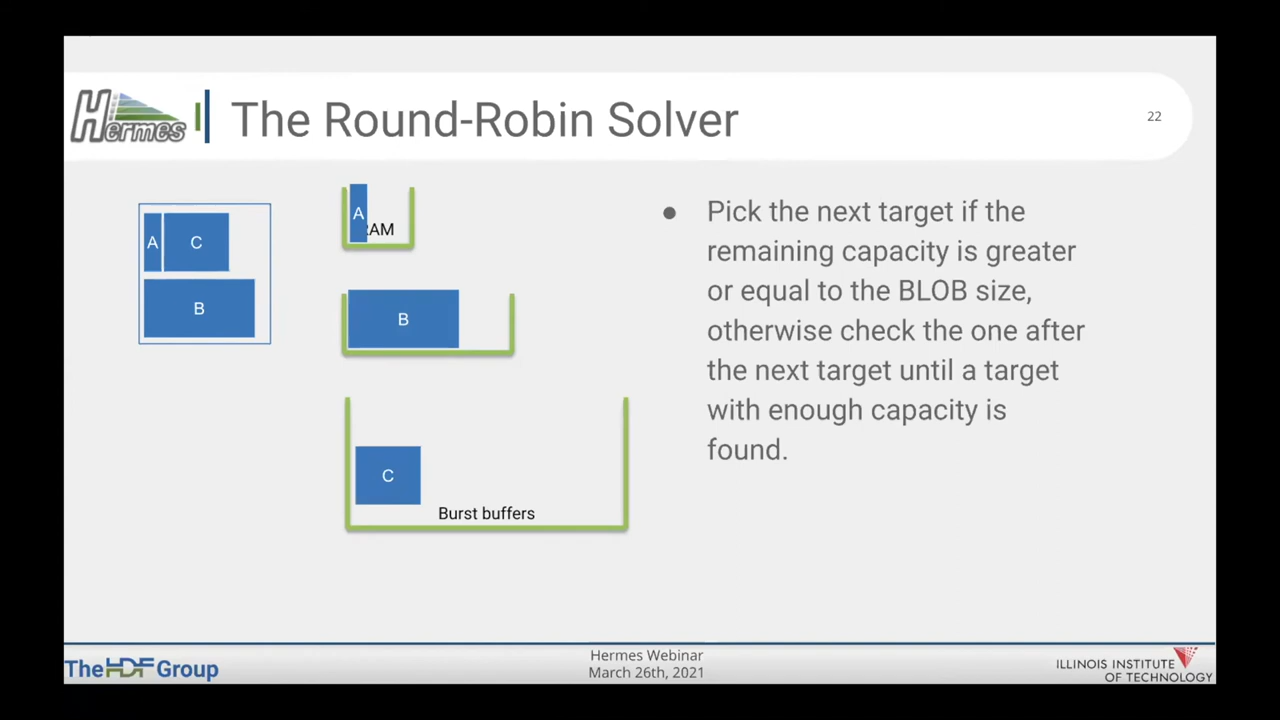 Hermes
The Round-Robin Solver
22
A
C
B
A
RAM
B
C
Burst buffers
● Pick the next target if the
remaining capacity is greater
or equal to the BLOB size,
otherwise check the one after
the next target until a target
with enough capacity is
found.
The HDF Group
Hermes Webinar
March 26th, 2021
ILLINOIS INSTITUTE
OF TECHNOLOGY